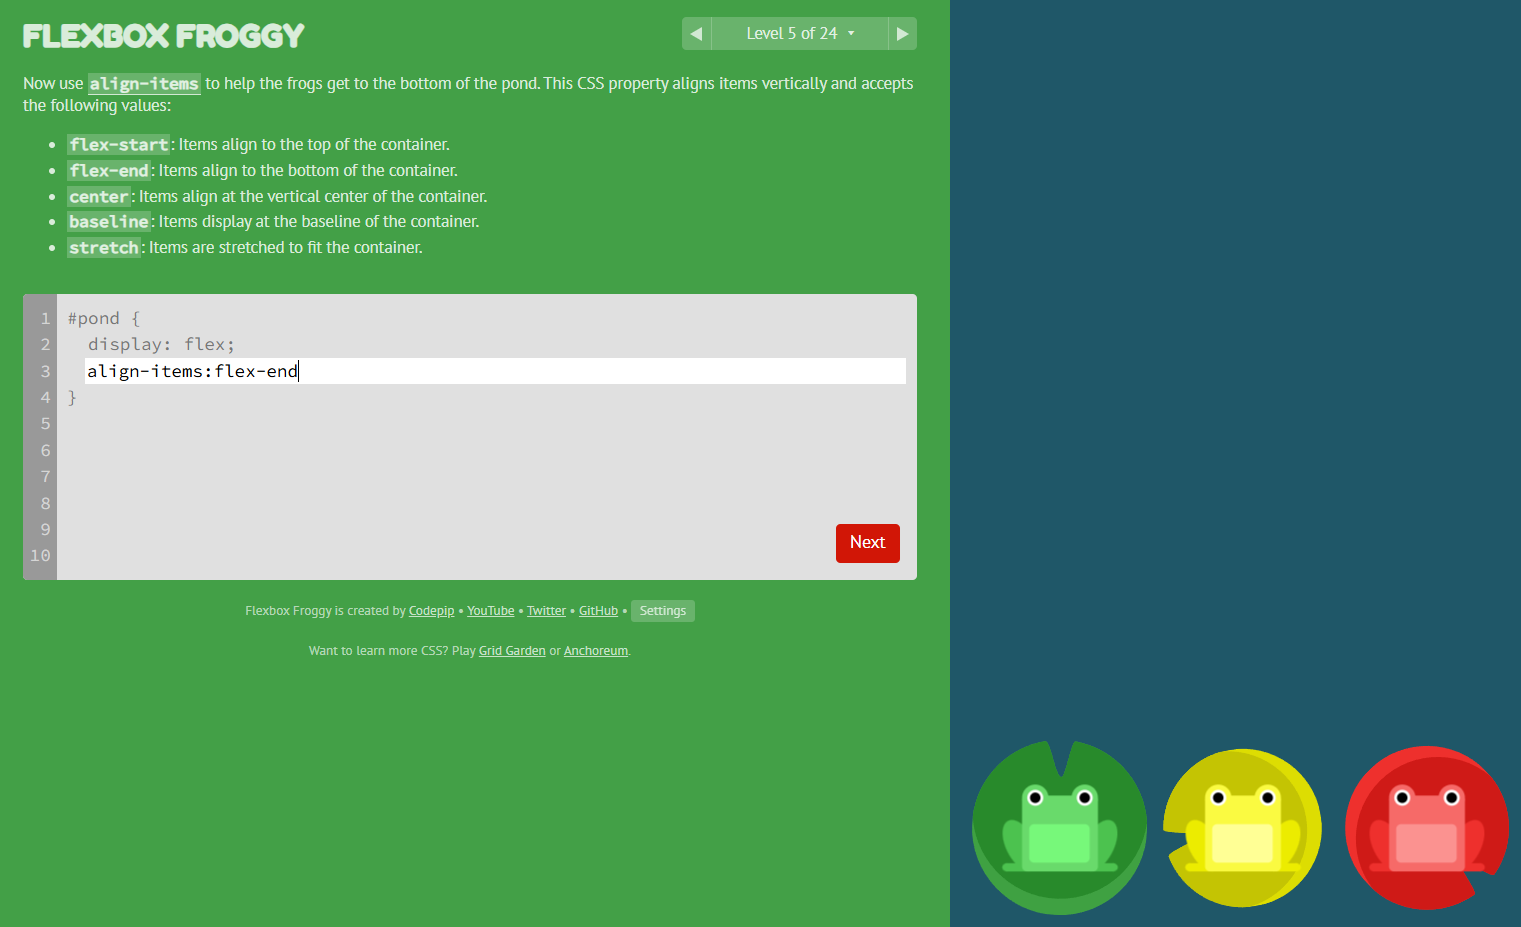 FLEXBOX FROGGY
Level 5 of 24
Now use align-items to help the frogs get to the bottom of the pond. This CSS property aligns items vertically and accepts
the following values:
• flex-start: Items align to the top of the container.
• flex-end: Items align to the bottom of the container.
• center: Items align at the vertical center of the container.
• baseline: Items display at the baseline of the container.
• stretch: Items are stretched to fit the container.
1 #pond {
2 display: flex;
3 align-items:flex-end
4 }
5
6
7
8
9
10
Next
Flexbox Froggy is created by Codepip • YouTube • Twitter • GitHub • Settings
Want to learn more CSS? Play Grid Garden or Anchoreum.